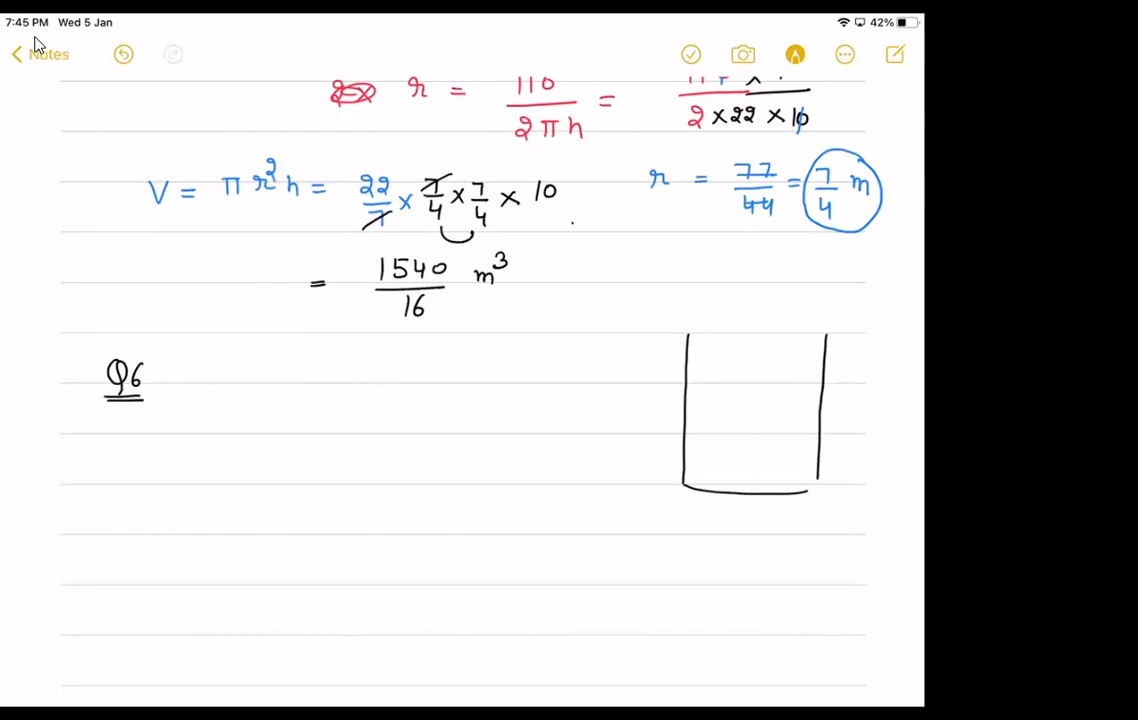 7:45 PM Wed 5 Jan 42%
Notes
r = 110 / 2πh =
2 × 22 × 10
V = πr²h = 22/7 × 7/4 × 7/4 × 10
r = 77/44 = 7/4 m
= 1540/16 m³
Q6